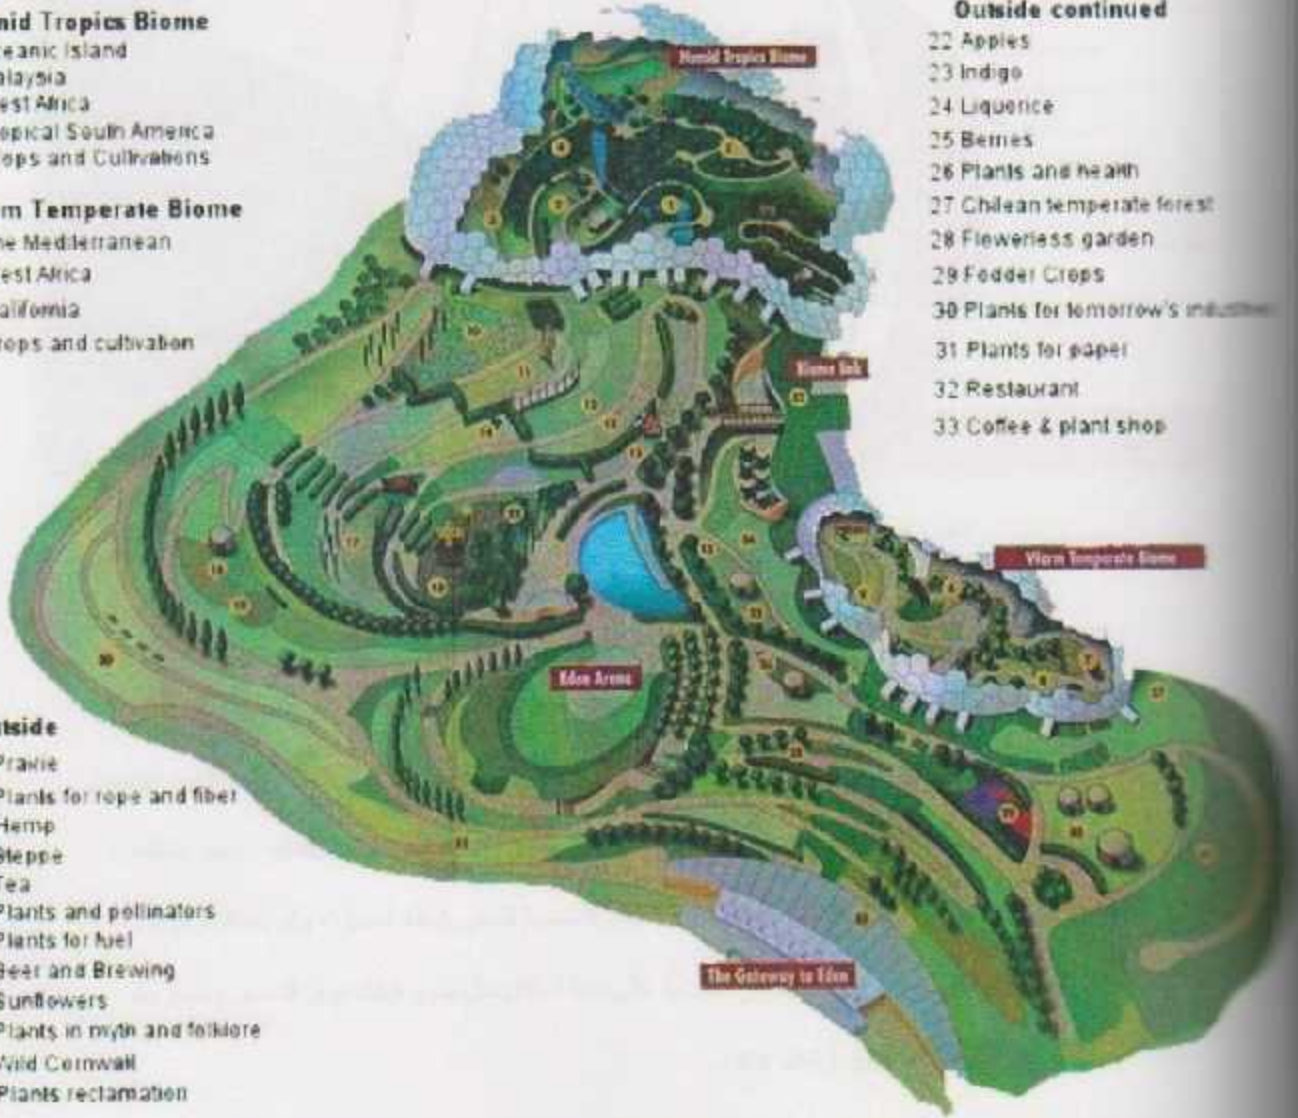 mid Tropics Biome
eanic Island
alaysia
est Africa
opical South America
ops and Cultivations
rm Temperate Biome
he Mediterranean
est Africa
alifornia
rops and cultivation
Outside continued
22 Apples
23 Indigo
24 Liquorice
25 Berries
26 Plants and health
27 Chilean temperate forest
28 Flowerless garden
29 Fodder Crops
30 Plants for tomorrow's industries
31 Plants for paper
32 Restaurant
33 Coffee & plant shop
Humid Tropics Biome
Biome link
Warm Temperate Biome
Eden Arena
The Gateway to Eden
tside
Prairie
Plants for rope and fiber
Hemp
Steppe
Tea
Plants and pollinators
Plants for fuel
Beer and Brewing
Sunflowers
Plants in myth and folklore
Wild Cornwall
Plants reclamation